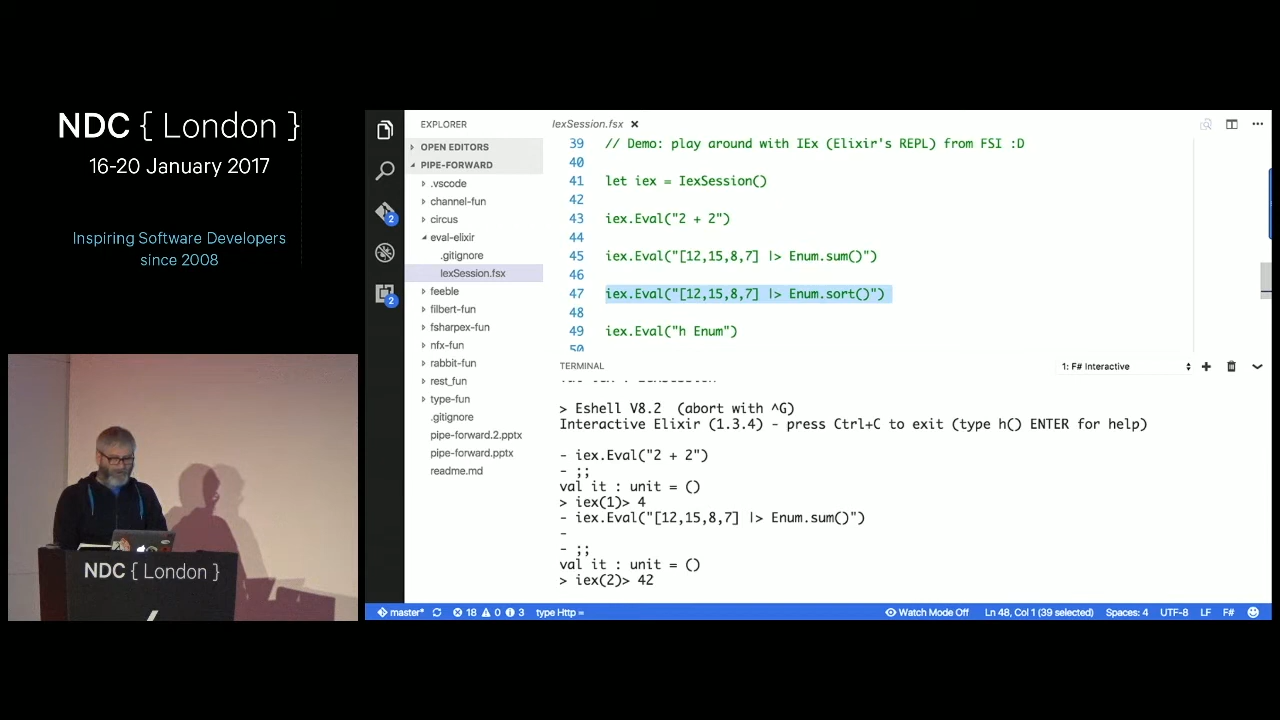 NDC { London }
16-20 January 2017
Inspiring Software Developers
since 2008
NDC { London }
EXPLORER
OPEN EDITORS
PIPE-FORWARD
.vscode
channel-fun
circus
eval-elixir
.gitignore
IexSession.fsx
feeble
filbert-fun
fsharpex-fun
nfx-fun
rabbit-fun
rest_fun
type-fun
.gitignore
pipe-forward.2.pptx
pipe-forward.pptx
readme.md
2
2
IexSession.fsx
39 // Demo: play around with IEx (Elixir's REPL) from FSI :D
40
41 let iex = IexSession()
42
43 iex.Eval("2 + 2")
44
45 iex.Eval("[12,15,8,7] |> Enum.sum()")
46
47 iex.Eval("[12,15,8,7] |> Enum.sort()")
48
49 iex.Eval("h Enum")
50
TERMINAL
1: F# Interactive
> Eshell V8.2 (abort with ^G)
Interactive Elixir (1.3.4) - press Ctrl+C to exit (type h() ENTER for help)
- iex.Eval("2 + 2")
- ;;
val it : unit = ()
> iex(1)> 4
- iex.Eval("[12,15,8,7] |> Enum.sum()")
-
- ;;
val it : unit = ()
> iex(2)> 42
master* 18 0 3 type Http = Watch Mode Off Ln 48, Col 1 (39 selected) Spaces: 4 UTF-8 LF F#